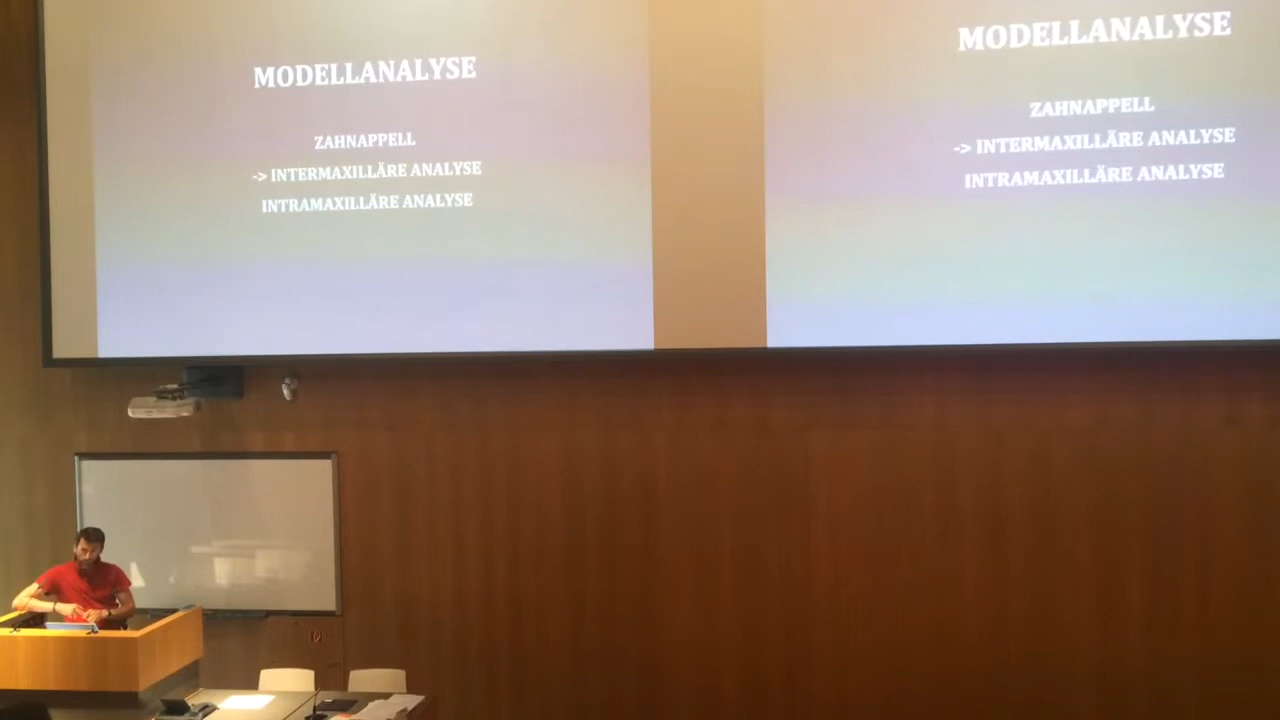 MODELLANALYSE
ZAHNAPPELL
-> INTERMAXILLÄRE ANALYSE
INTRAMAXILLÄRE ANALYSE
MODELLANALYSE
ZAHNAPPELL
-> INTERMAXILLÄRE ANALYSE
INTRAMAXILLÄRE ANALYSE